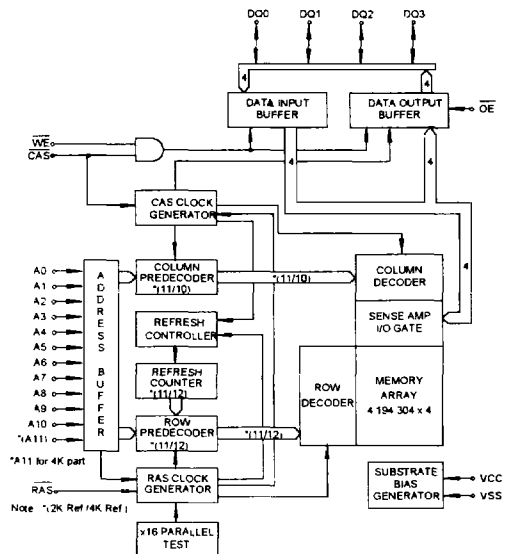 DQ0 DQ1 DQ2 DQ3
4 4
DATA INPUT
BUFFER
DATA OUTPUT
BUFFER
OE
WE
CAS
4 4
CAS CLOCK
GENERATOR
4
A0
A1
A2
A3
A4
A5
A6
A7
A8
A9
A10
*(A11)
ADDRESS BUFFER
COLUMN
PREDECODER
*(11/10)
*(11/10)
COLUMN
DECODER
REFRESH
CONTROLLER
SENSE AMP
I/O GATE
REFRESH
COUNTER
*(11/12)
ROW
DECODER
MEMORY
ARRAY
4 194 304 x 4
ROW
PREDECODER
*(11/12)
*(11/12)
*A11 for 4K part
RAS
RAS CLOCK
GENERATOR
SUBSTRATE
BIAS
GENERATOR
VCC
VSS
Note *(2K Ref /4K Ref )
x16 PARALLEL
TEST